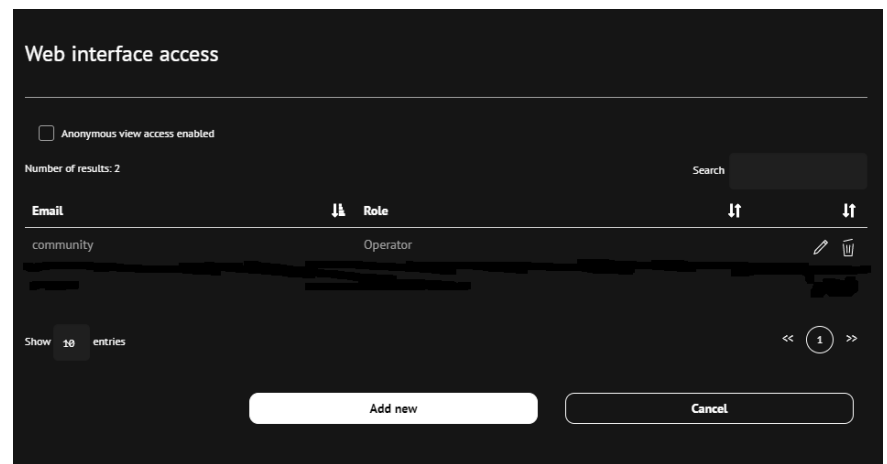 Web interface access
Anonymous view access enabled
Number of results: 2
Search
Email Role
community Operator
Show 10 entries
<< 1 >>
Add new Cancel